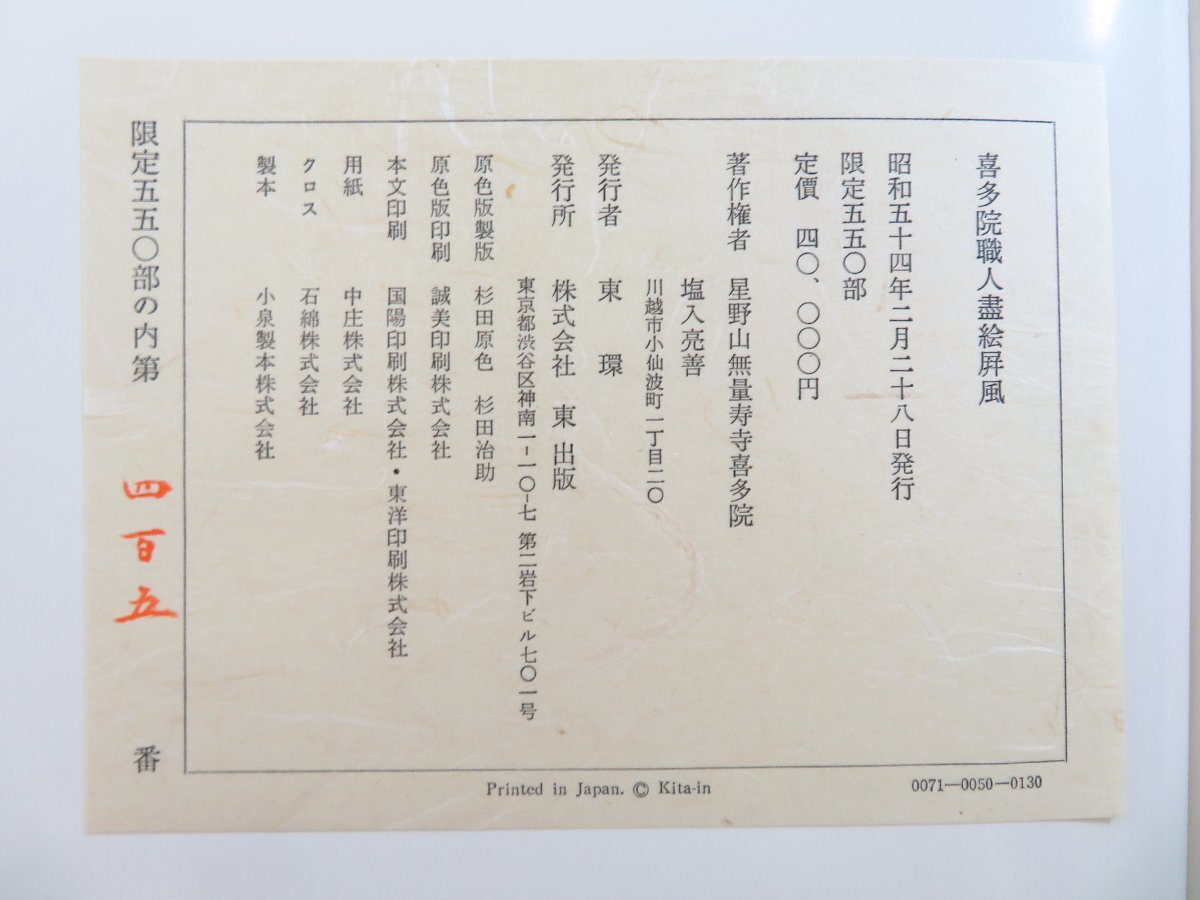 喜多院職人盡絵屏風
昭和五十四年二月二十八日発行
限定五五〇部
定價　四〇、〇〇〇円
著作権者　星野山無量寿寺喜多院
塩入亮善
川越市小仙波町一丁目二〇
発行者　東　環
発行所　株式会社　東出版
東京都渋谷区神南一-一〇-七　第二岩下ビル七〇一号
原色版製版　杉田原色　杉田治助
原色版印刷　誠美印刷株式会社
本文印刷　国陽印刷株式会社・東洋印刷株式会社
用紙　中庄株式会社
クロス　石綿株式会社
製本　小泉製本株式会社
限定五五〇部の内第　四百五　番
Printed in Japan. © Kita-in
0071—0050—0130